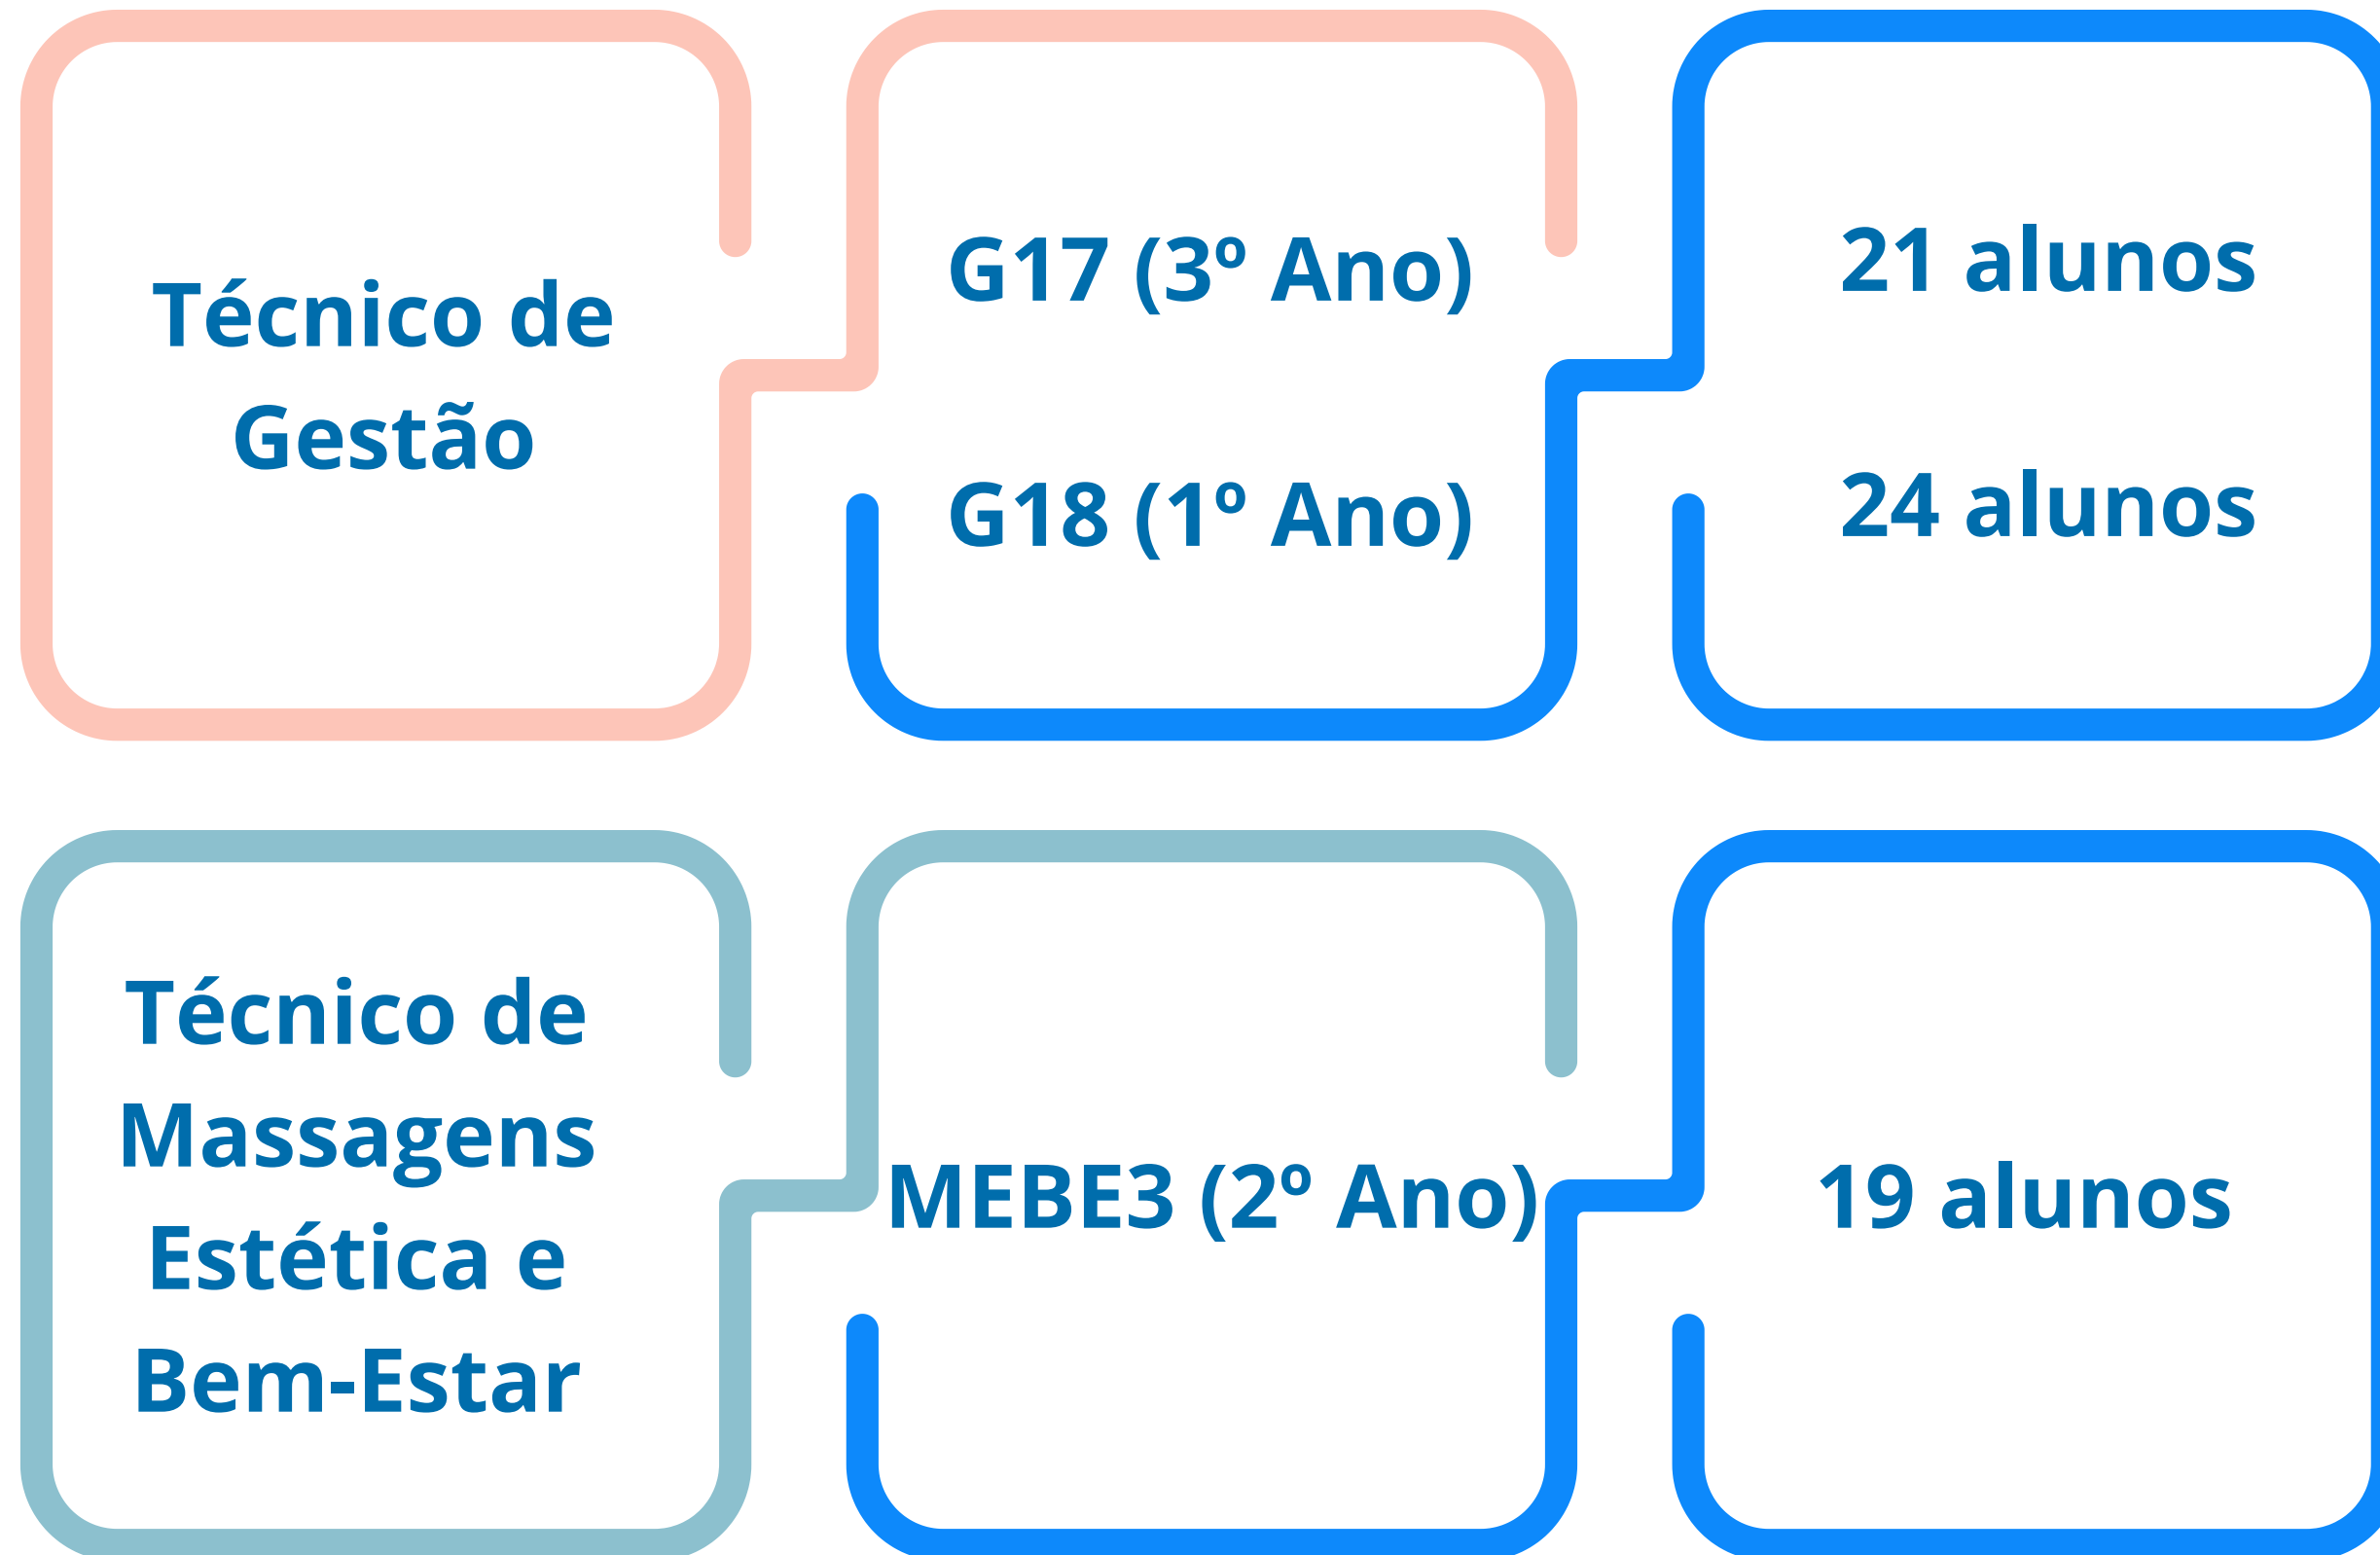 Técnico de
Gestão
G17 (3º Ano)
G18 (1º Ano)
21 alunos
24 alunos
Técnico de
Massagens
Estética e
Bem-Estar
MEBE3 (2º Ano)
19 alunos